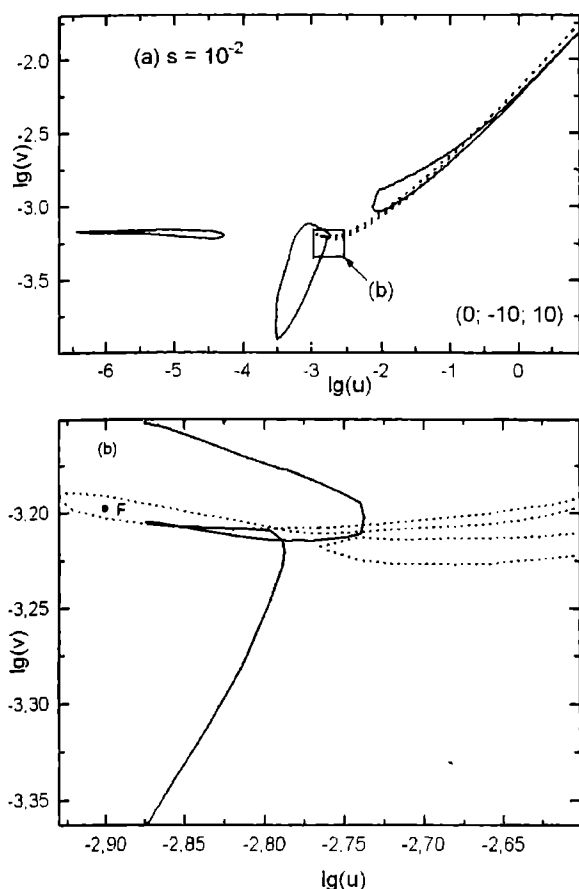 (a) s = 10⁻²
-2.0
-2.5
-3.0
-3.5
lg(v)
(b)
(0; -10; 10)
-6 -5 -4 -3 -2 -1 0
lg(u)
(b)
F
-3,20
-3,25
-3,30
-3,35
lg(v)
-2,90 -2,85 -2,80 -2,75 -2,70 -2,65
lg(u)